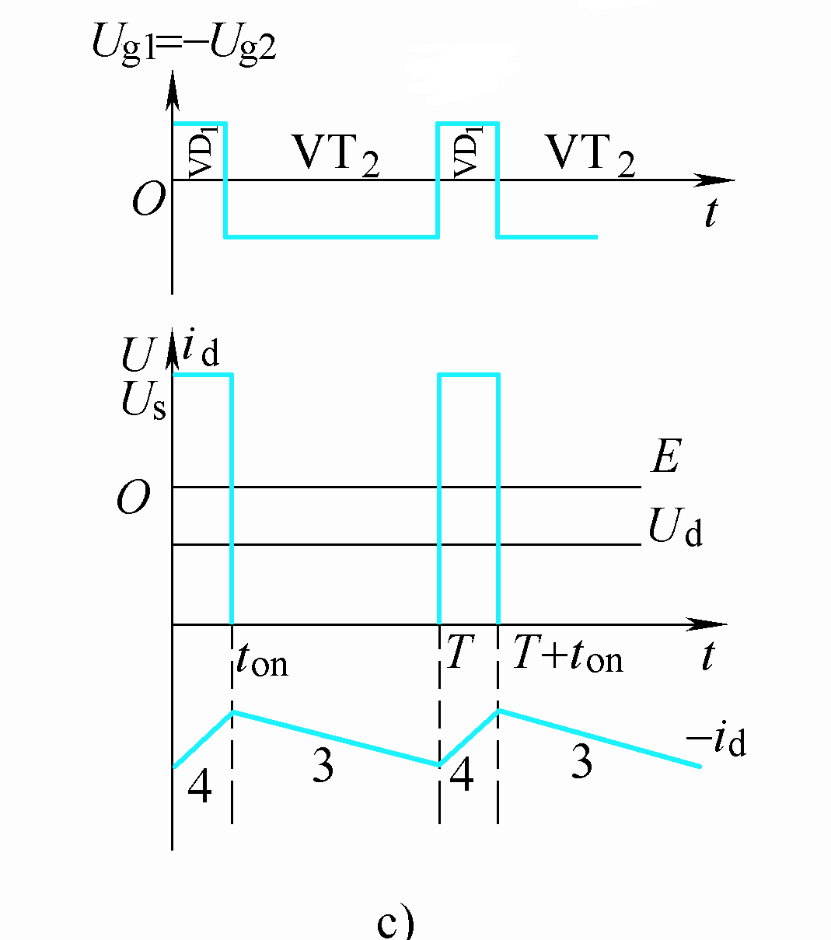 Ug1=−Ug2
VD1 VT2 VD1 VT2
O
t
U id
Us
E
O
Ud
ton T T+ton t
−id
4 3 4 3
c)